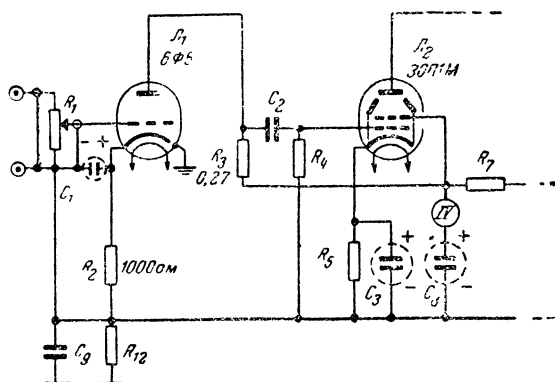 Л₁
6Ф5
Л₂
30П1М
R₁
C₂
- +
C₁
R₃
0,27
R₄
R₇
IV
R₂
1000ом
R₅
+
-
C₃
+
-
C₉
R₁₂